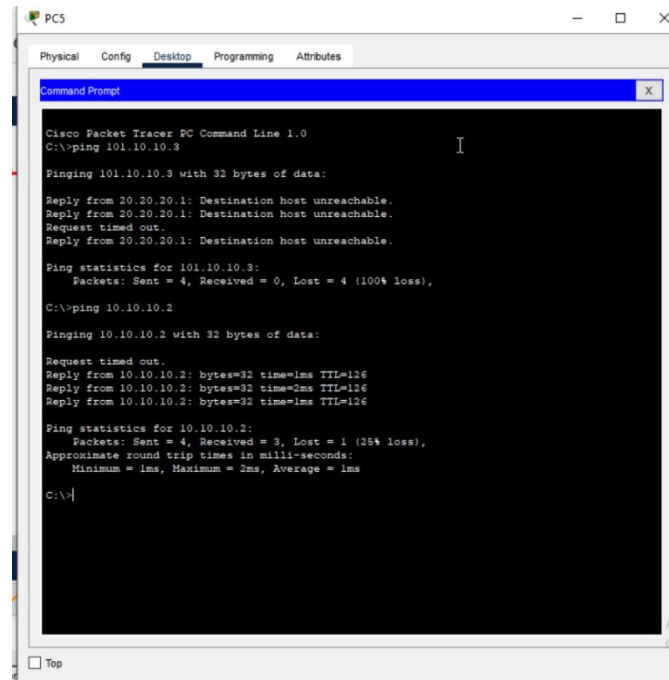 PC5
Physical Config Desktop Programming Attributes
Command Prompt
X
Cisco Packet Tracer PC Command Line 1.0
C:\>ping 101.10.10.3
Pinging 101.10.10.3 with 32 bytes of data:
Reply from 20.20.20.1: Destination host unreachable.
Reply from 20.20.20.1: Destination host unreachable.
Request timed out.
Reply from 20.20.20.1: Destination host unreachable.
Ping statistics for 101.10.10.3:
Packets: Sent = 4, Received = 0, Lost = 4 (100% loss),
C:\>ping 10.10.10.2
Pinging 10.10.10.2 with 32 bytes of data:
Request timed out.
Reply from 10.10.10.2: bytes=32 time=1ms TTL=126
Reply from 10.10.10.2: bytes=32 time=2ms TTL=126
Reply from 10.10.10.2: bytes=32 time=1ms TTL=126
Ping statistics for 10.10.10.2:
Packets: Sent = 4, Received = 3, Lost = 1 (25% loss),
Approximate round trip times in milli-seconds:
Minimum = 1ms, Maximum = 2ms, Average = 1ms
C:\>
Top